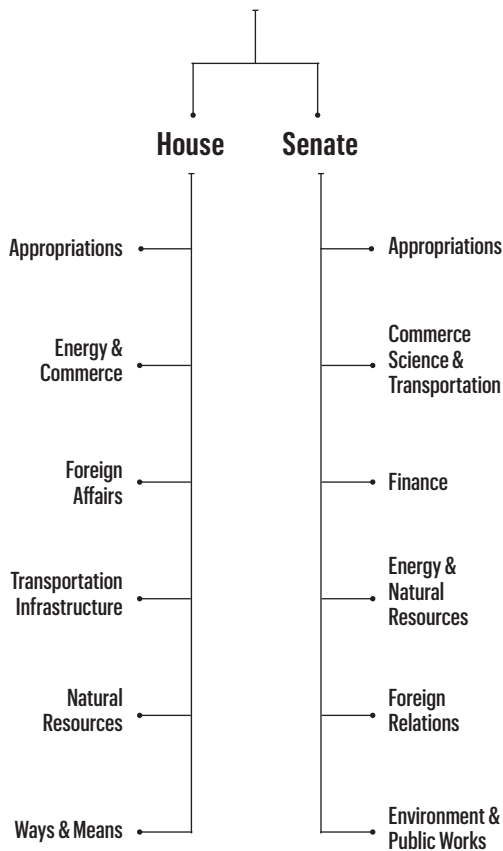 House
Senate
Appropriations
Energy &
Commerce
Foreign
Affairs
Transportation
Infrastructure
Natural
Resources
Ways & Means
Appropriations
Commerce
Science &
Transportation
Finance
Energy &
Natural
Resources
Foreign
Relations
Environment &
Public Works